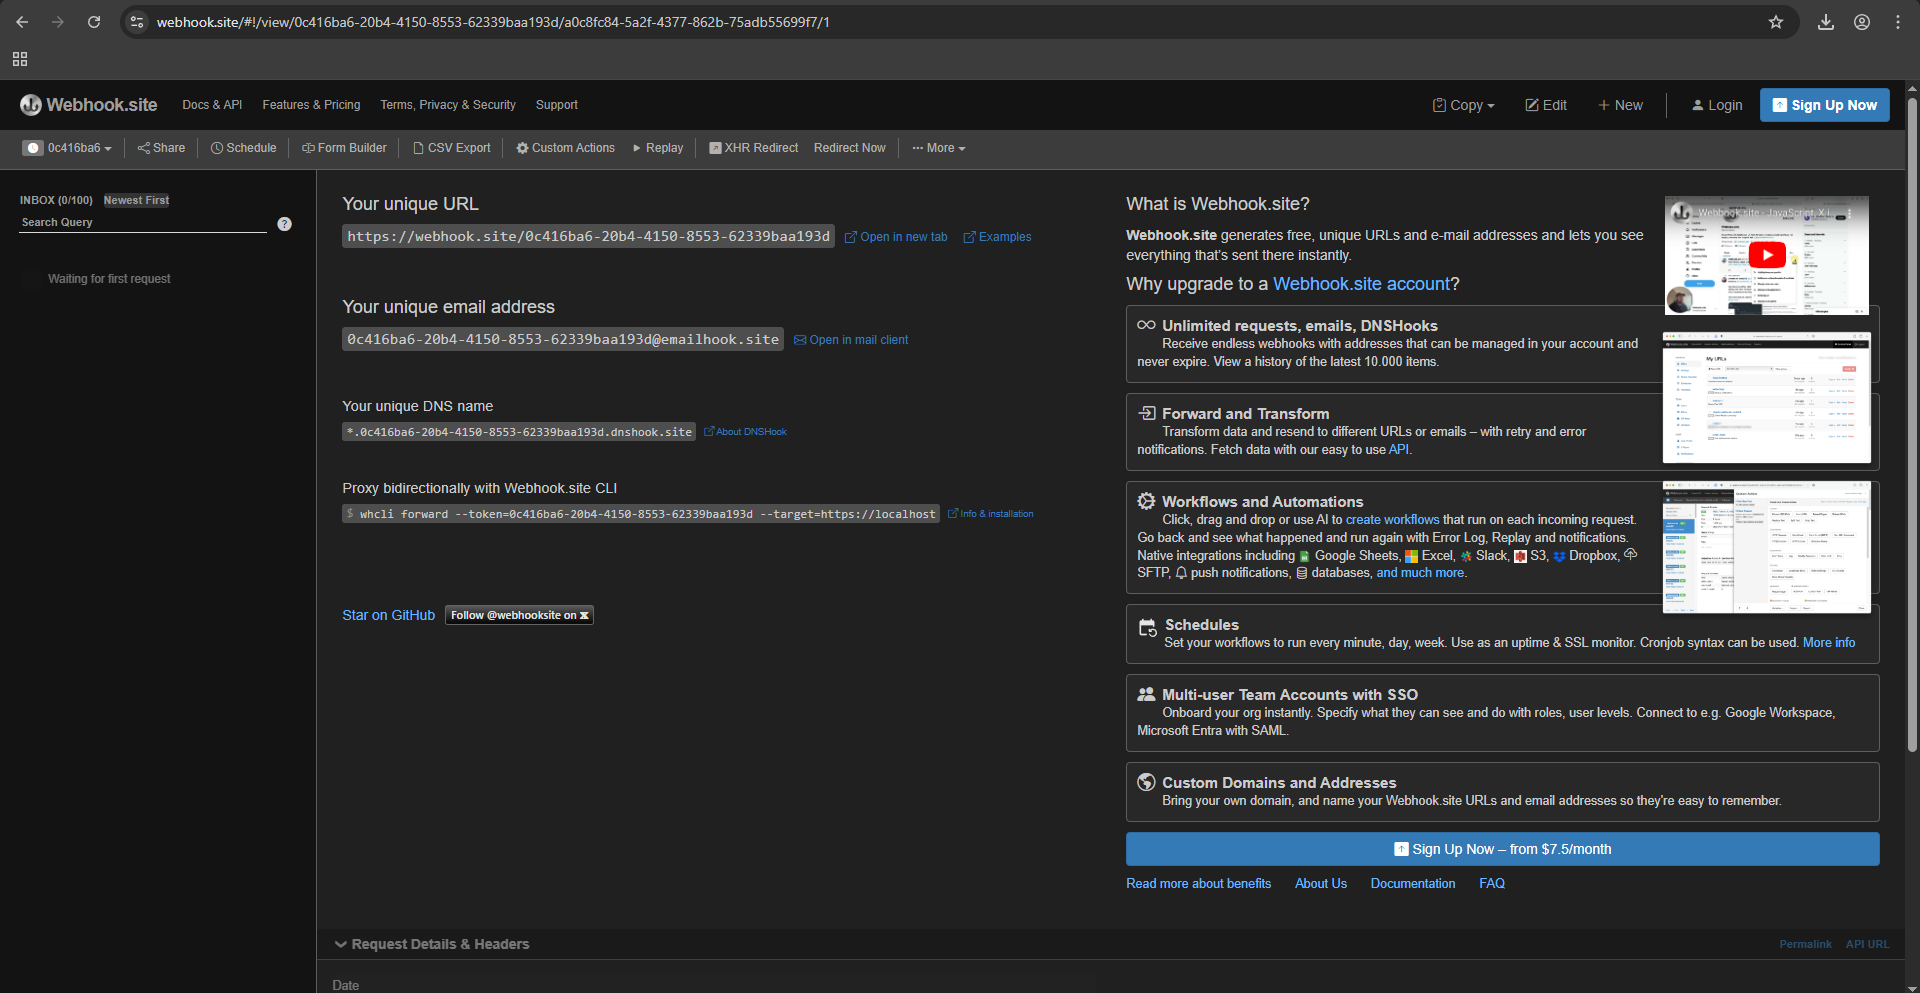 webhook.site/#!/view/0c416ba6-20b4-4150-8553-62339baa193d/a0c8fc84-5a2f-4377-862b-75adb55699f7/1
Webhook.site
Docs & API
Features & Pricing
Terms, Privacy & Security
Support
Copy
Edit
New
Login
Sign Up Now
0c416ba6
Share
Schedule
Form Builder
CSV Export
Custom Actions
Replay
XHR Redirect
Redirect Now
More
INBOX (0/100)
Newest First
Search Query
?
Waiting for first request
Your unique URL
https://webhook.site/0c416ba6-20b4-4150-8553-62339baa193d
Open in new tab
Examples
Your unique email address
0c416ba6-20b4-4150-8553-62339baa193d@emailhook.site
Open in mail client
Your unique DNS name
*.0c416ba6-20b4-4150-8553-62339baa193d.dnshook.site
About DNSHook
Proxy bidirectionally with Webhook.site CLI
$ whcli forward --token=0c416ba6-20b4-4150-8553-62339baa193d --target=https://localhost
Info & installation
Star on GitHub
Follow @webhooksite on X
What is Webhook.site?
Webhook.site generates free, unique URLs and e-mail addresses and lets you see
everything that's sent there instantly.
Why upgrade to a Webhook.site account?
Webhook.site - JavaScript, X
My URLs
Unlimited requests, emails, DNSHooks
Receive endless webhooks with addresses that can be managed in your account and
never expire. View a history of the latest 10.000 items.
Forward and Transform
Transform data and resend to different URLs or emails – with retry and error
notifications. Fetch data with our easy to use API.
Workflows and Automations
Click, drag and drop or use AI to create workflows that run on each incoming request.
Go back and see what happened and run again with Error Log, Replay and notifications.
Native integrations including Google Sheets, Excel, Slack, S3, Dropbox,
SFTP, push notifications, databases, and much more.
Schedules
Set your workflows to run every minute, day, week. Use as an uptime & SSL monitor. Cronjob syntax can be used. More info
Multi-user Team Accounts with SSO
Onboard your org instantly. Specify what they can see and do with roles, user levels. Connect to e.g. Google Workspace,
Microsoft Entra with SAML.
Custom Domains and Addresses
Bring your own domain, and name your Webhook.site URLs and email addresses so they're easy to remember.
Sign Up Now – from $7.5/month
Read more about benefits
About Us
Documentation
FAQ
Request Details & Headers
Permalink
API URL
Date